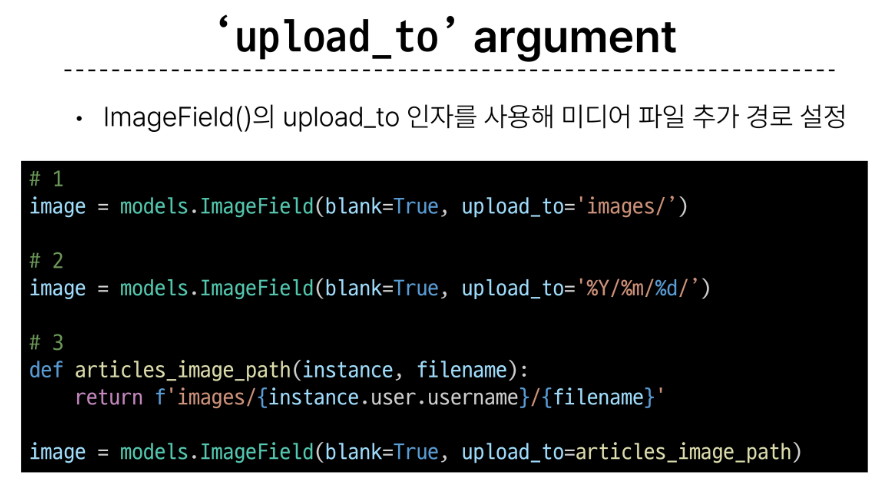 ‘upload_to’ argument
• ImageField()의 upload_to 인자를 사용해 미디어 파일 추가 경로 설정
# 1
image = models.ImageField(blank=True, upload_to='images/’)
# 2
image = models.ImageField(blank=True, upload_to='%Y/%m/%d/’)
# 3
def articles_image_path(instance, filename):
    return f'images/{instance.user.username}/{filename}'
image = models.ImageField(blank=True, upload_to=articles_image_path)